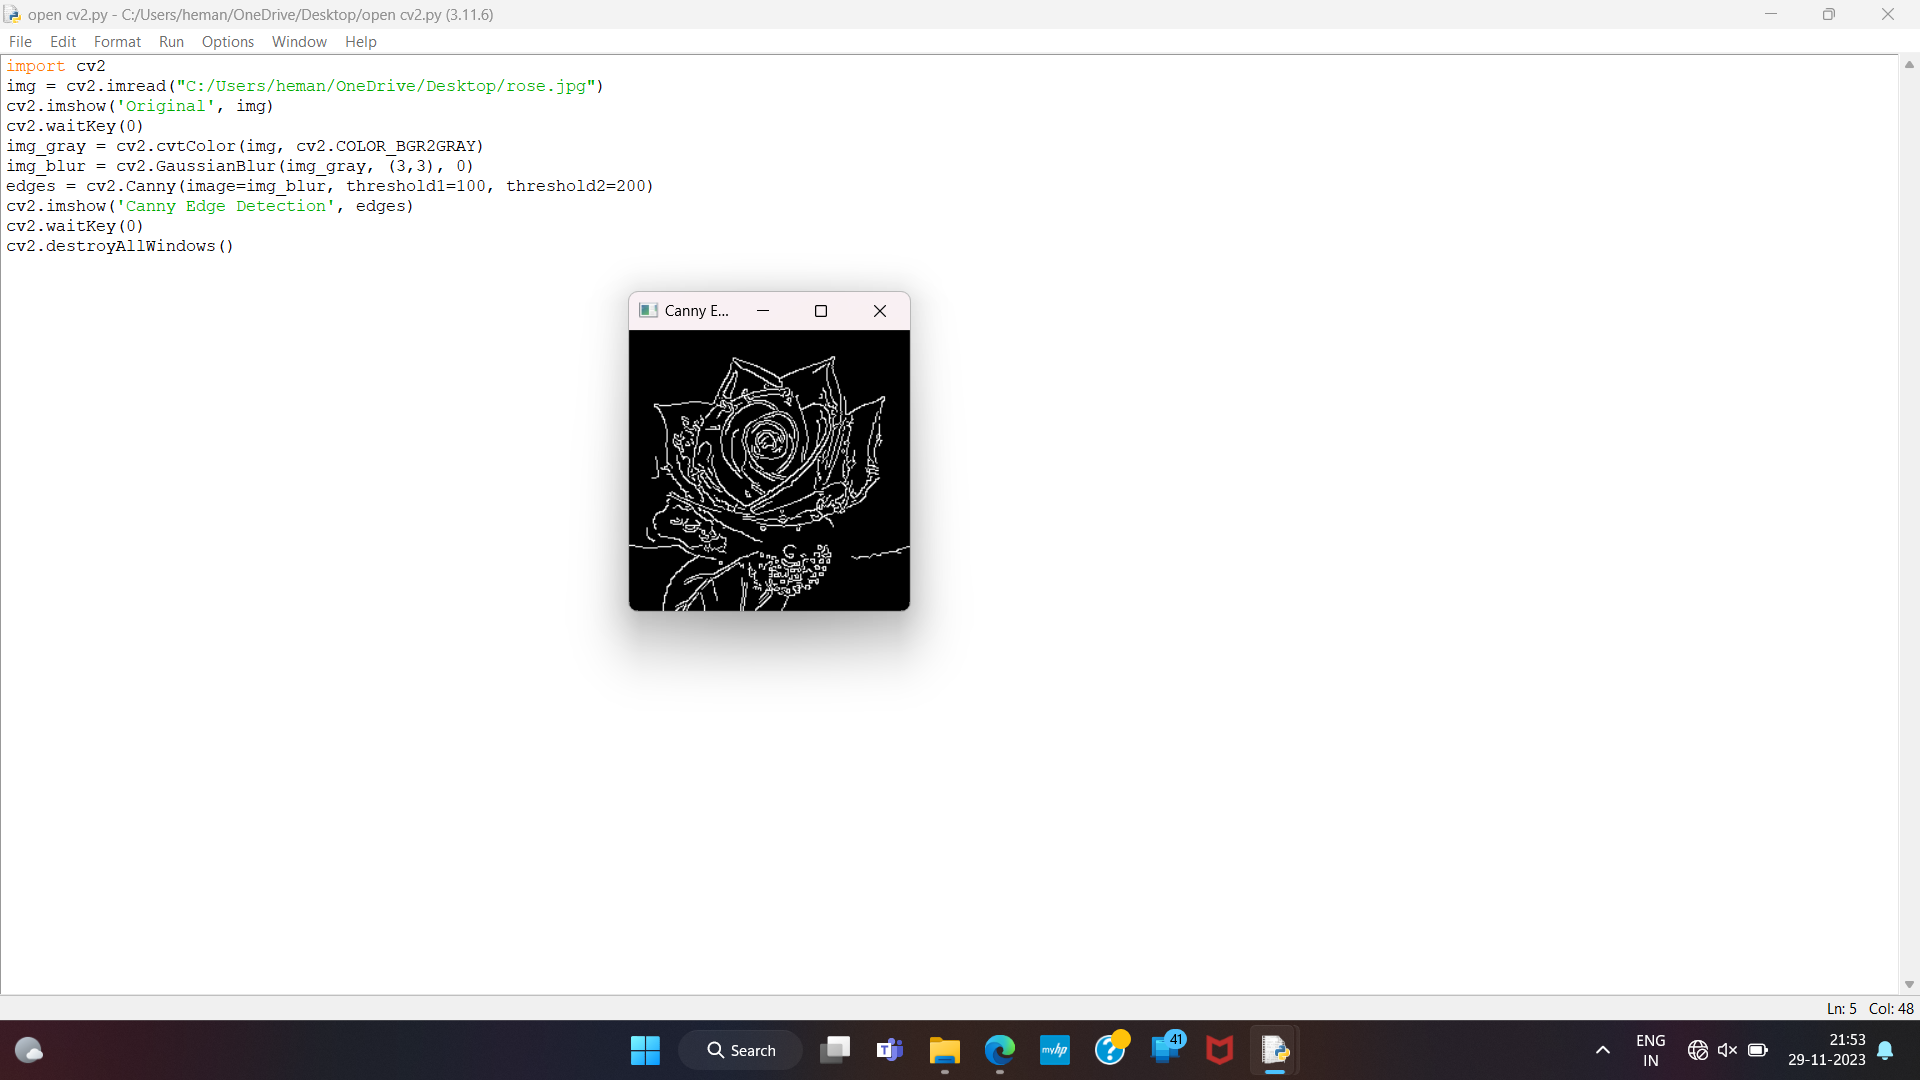 open cv2.py - C:/Users/heman/OneDrive/Desktop/open cv2.py (3.11.6)
File Edit Format Run Options Window Help
import cv2
img = cv2.imread("C:/Users/heman/OneDrive/Desktop/rose.jpg")
cv2.imshow('Original', img)
cv2.waitKey(0)
img_gray = cv2.cvtColor(img, cv2.COLOR_BGR2GRAY)
img_blur = cv2.GaussianBlur(img_gray, (3,3), 0)
edges = cv2.Canny(image=img_blur, threshold1=100, threshold2=200)
cv2.imshow('Canny Edge Detection', edges)
cv2.waitKey(0)
cv2.destroyAllWindows()
Canny E...
Ln: 5 Col: 48
Search
myhp
41
ENG
IN
21:53
29-11-2023